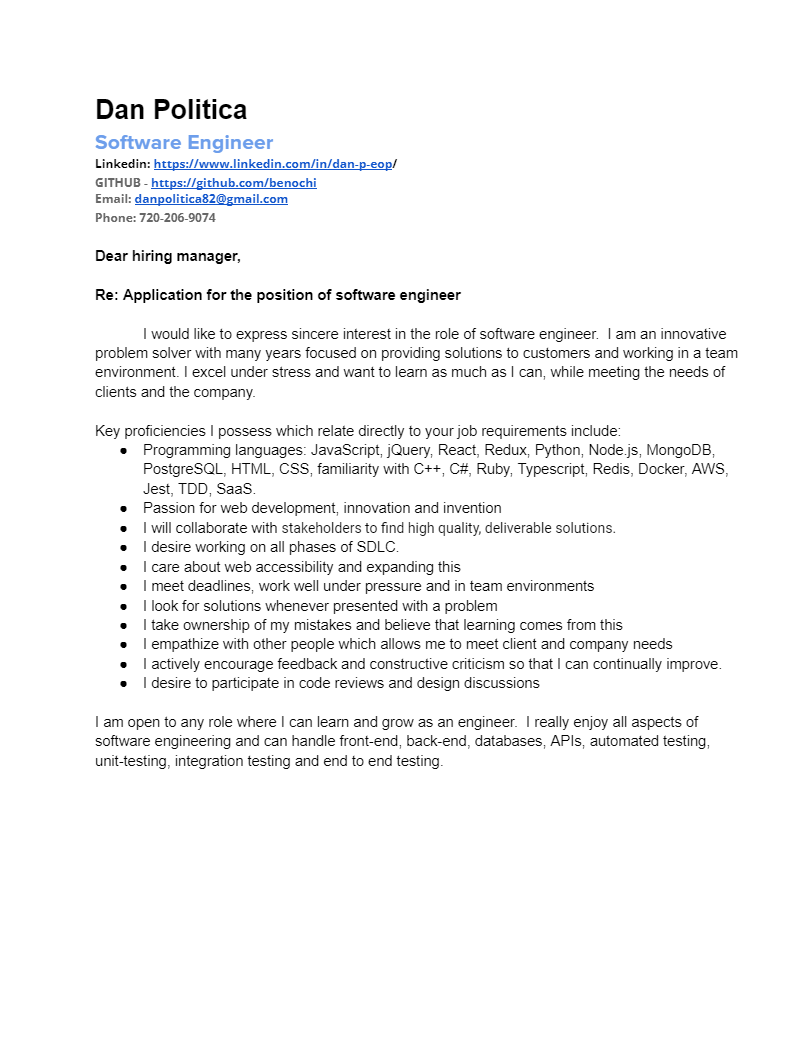 Dan Politica
Software Engineer
Linkedin: https://www.linkedin.com/in/dan-p-eop/
GITHUB - https://github.com/benochi
Email: danpolitica82@gmail.com
Phone: 720-206-9074
Dear hiring manager,
Re: Application for the position of software engineer
I would like to express sincere interest in the role of software engineer.  I am an innovative
problem solver with many years focused on providing solutions to customers and working in a team
environment. I excel under stress and want to learn as much as I can, while meeting the needs of
clients and the company.
Key proficiencies I possess which relate directly to your job requirements include:
● Programming languages: JavaScript, jQuery, React, Redux, Python, Node.js, MongoDB,
PostgreSQL, HTML, CSS, familiarity with C++, C#, Ruby, Typescript, Redis, Docker, AWS,
Jest, TDD, SaaS.
● Passion for web development, innovation and invention
● I will collaborate with stakeholders to find high quality, deliverable solutions.
● I desire working on all phases of SDLC.
● I care about web accessibility and expanding this
● I meet deadlines, work well under pressure and in team environments
● I look for solutions whenever presented with a problem
● I take ownership of my mistakes and believe that learning comes from this
● I empathize with other people which allows me to meet client and company needs
● I actively encourage feedback and constructive criticism so that I can continually improve.
● I desire to participate in code reviews and design discussions
I am open to any role where I can learn and grow as an engineer.  I really enjoy all aspects of
software engineering and can handle front-end, back-end, databases, APIs, automated testing,
unit-testing, integration testing and end to end testing.